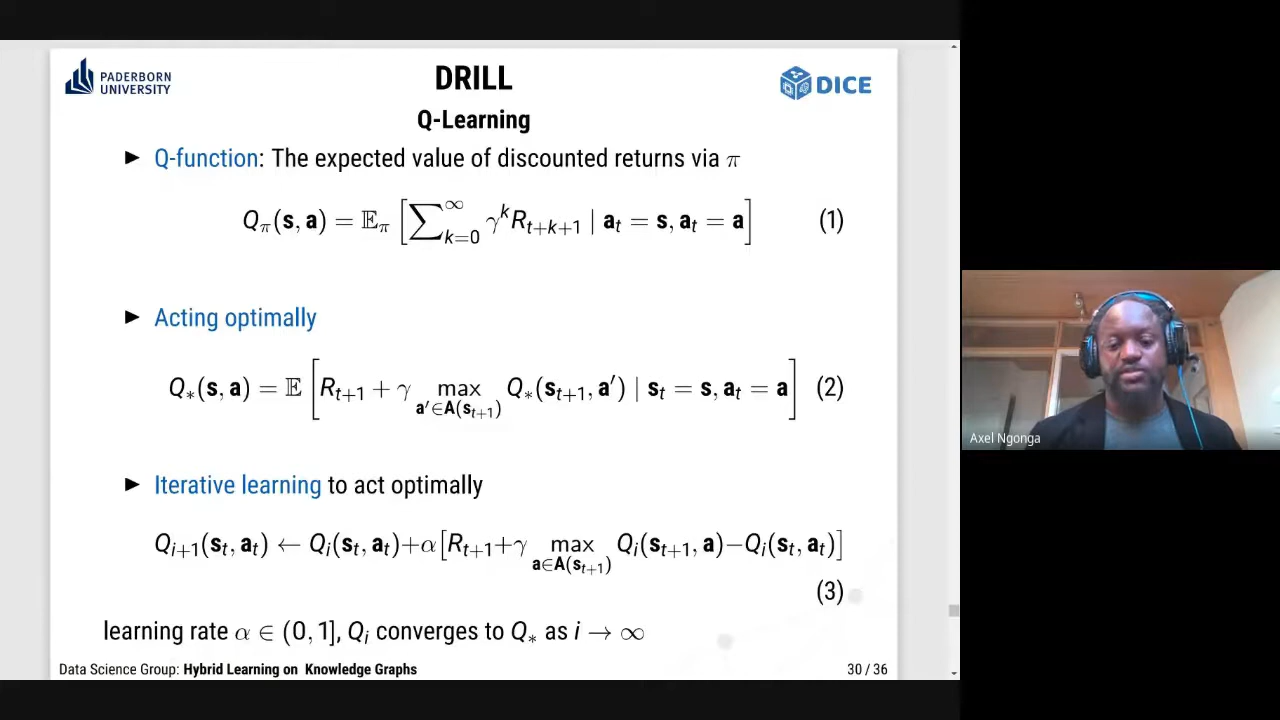 PADERBORN
UNIVERSITY
DRILL
DICE
Q-Learning
► Q-function: The expected value of discounted returns via π
Q_π(s, a) = 𝔼_π [∑_{k=0}^{∞} γ^k R_{t+k+1} | a_t = s, a_t = a] (1)
► Acting optimally
Q_*(s, a) = 𝔼 [R_{t+1} + γ max_{a′∈A(s_{t+1})} Q_*(s_{t+1}, a′) | s_t = s, a_t = a] (2)
► Iterative learning to act optimally
Q_{i+1}(s_t, a_t) ← Q_i(s_t, a_t)+α[R_{t+1}+γ max_{a∈A(s_{t+1})} Q_i(s_{t+1}, a)−Q_i(s_t, a_t)]
(3)
learning rate α ∈ (0, 1], Q_i converges to Q_* as i → ∞
Data Science Group: Hybrid Learning on Knowledge Graphs
30 / 36
Axel Ngonga